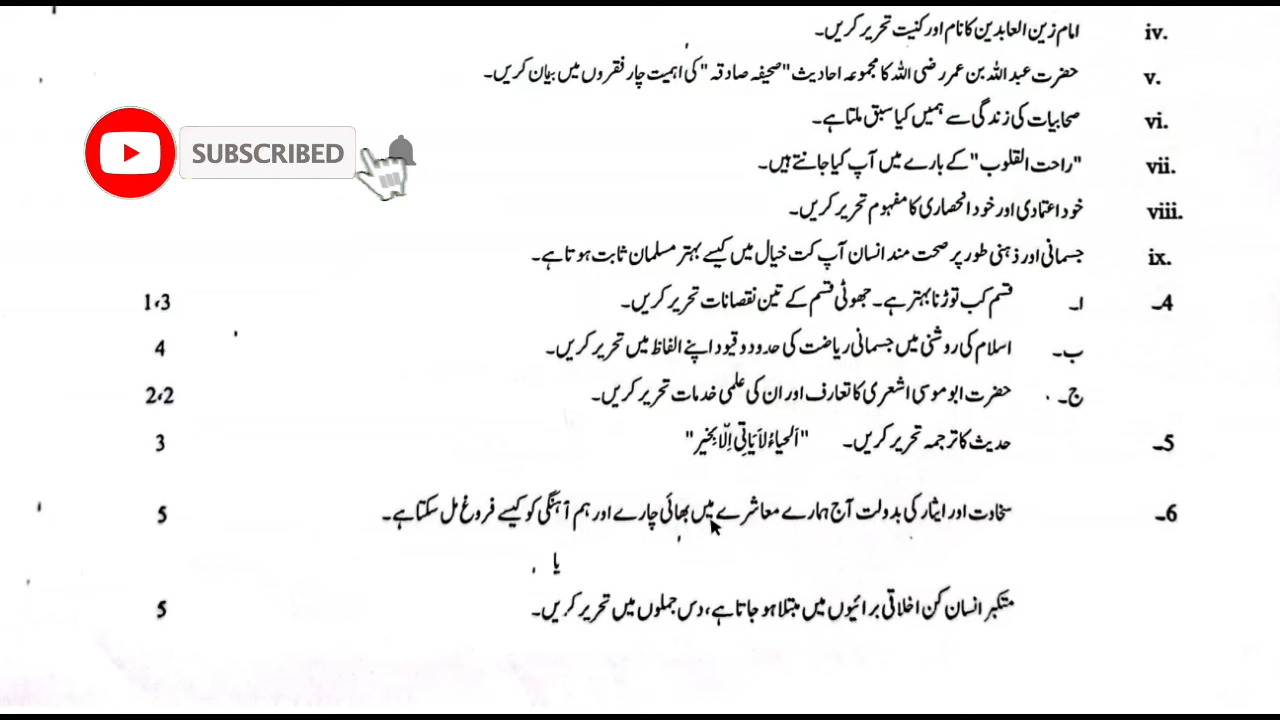 iv. امام زین العابدین کا نام اور کنیت تحریر کریں۔
v. حضرت عبد اللہ بن عمر رضی اللہ کا مجموعہ احادیث "صحیفہ صادقہ" کی اہمیت چار فقروں میں بیان کریں۔
vi. صحابیات کی زندگی سے ہمیں کیا سبق ملتا ہے۔
SUBSCRIBED
vii. "راحت القلوب" کے بارے میں آپ کیا جانتے ہیں۔
viii. خود اعتمادی اور خود انحصاری کا مفہوم تحریر کریں۔
ix. جسمانی اور ذہنی طور پر صحت مند انسان آپ کت خیال میں کیسے بہتر مسلمان ثابت ہوتا ہے۔
4۔ ا۔ قسم کب توڑنا بہتر ہے۔ جھوٹی قسم کے تین نقصانات تحریر کریں۔ 1،3
ب۔ اسلام کی روشنی میں جسمانی ریاضت کی حدود و قیود اپنے الفاظ میں تحریر کریں۔ 4
ج۔ حضرت ابو موسی اشعری کا تعارف اور ان کی علمی خدمات تحریر کریں۔ 2،2
5۔ حدیث کا ترجمہ تحریر کریں۔ "اَلحیاءُ لاَ یَاتِی اِلّا بِخَیر" 3
6۔ سخاوت اور ایثار کی بدولت آج ہمارے معاشرے میں بھائی چارے اور ہم آہنگی کو کیسے فروغ مل سکتا ہے۔ 5
یا
متکبر انسان کن اخلاقی برائیوں میں مبتلا ہو جاتا ہے، دس جملوں میں تحریر کریں۔ 5